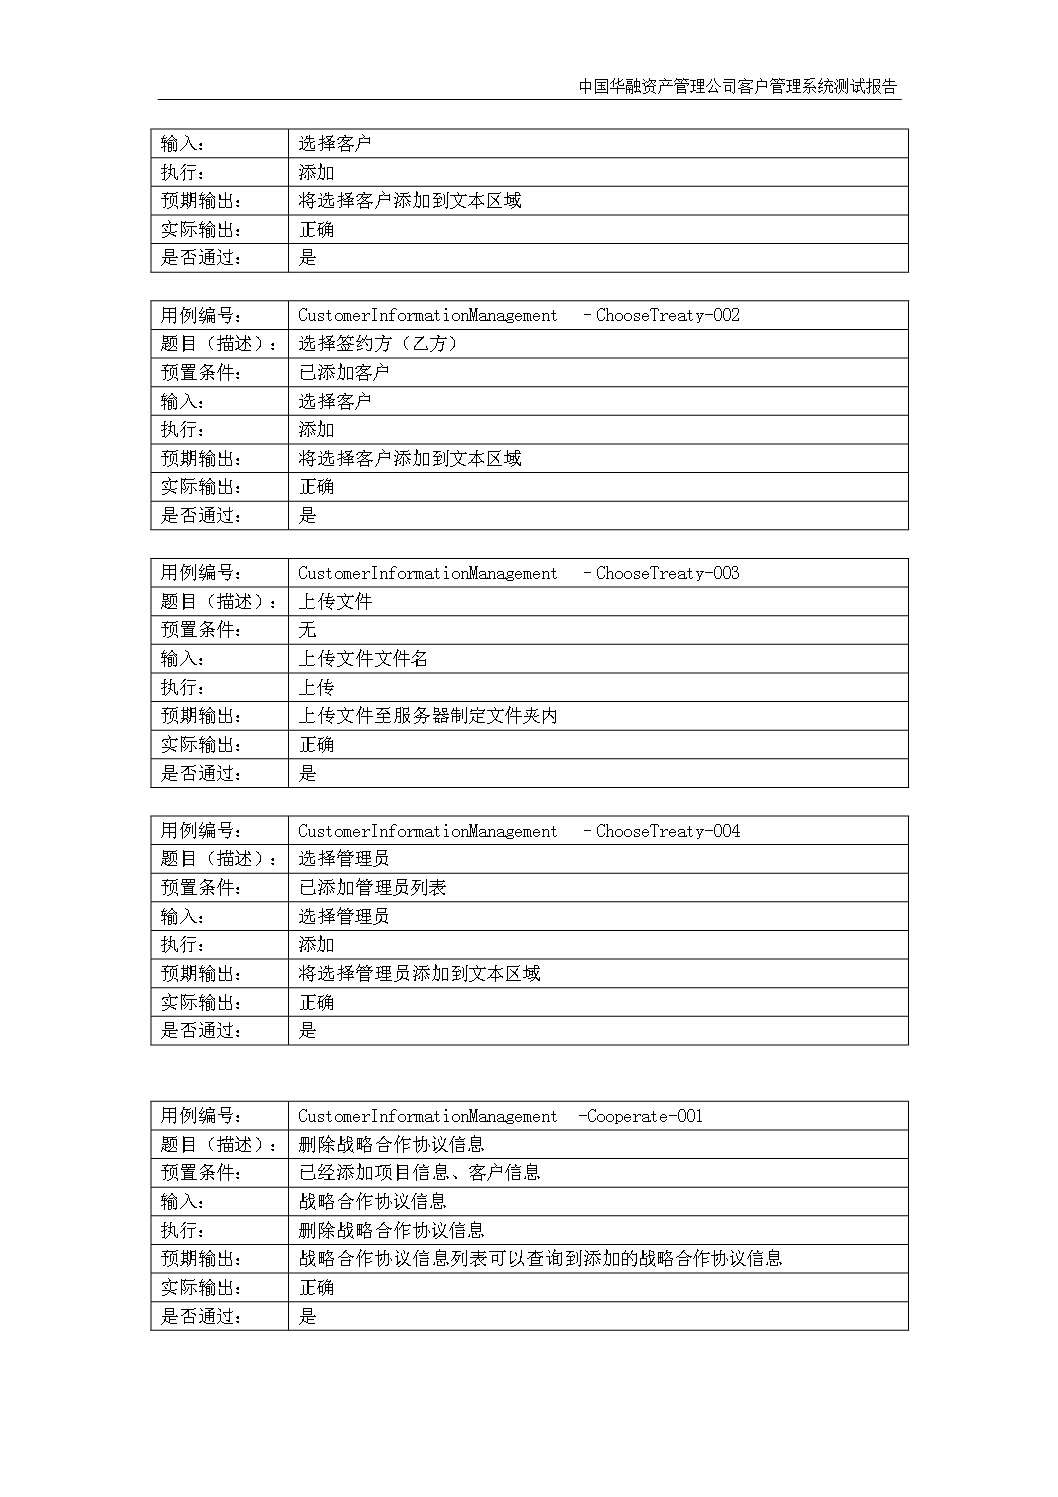 中国华融资产管理公司客户管理系统测试报告
输入： 选择客户
执行： 添加
预期输出： 将选择客户添加到文本区域
实际输出： 正确
是否通过： 是
用例编号： CustomerInformationManagement –ChooseTreaty-002
题目（描述）： 选择签约方（乙方）
预置条件： 已添加客户
输入： 选择客户
执行： 添加
预期输出： 将选择客户添加到文本区域
实际输出： 正确
是否通过： 是
用例编号： CustomerInformationManagement –ChooseTreaty-003
题目（描述）： 上传文件
预置条件： 无
输入： 上传文件文件名
执行： 上传
预期输出： 上传文件至服务器制定文件夹内
实际输出： 正确
是否通过： 是
用例编号： CustomerInformationManagement –ChooseTreaty-004
题目（描述）： 选择管理员
预置条件： 已添加管理员列表
输入： 选择管理员
执行： 添加
预期输出： 将选择管理员添加到文本区域
实际输出： 正确
是否通过： 是
用例编号： CustomerInformationManagement -Cooperate-001
题目（描述）： 删除战略合作协议信息
预置条件： 已经添加项目信息、客户信息
输入： 战略合作协议信息
执行： 删除战略合作协议信息
预期输出： 战略合作协议信息列表可以查询到添加的战略合作协议信息
实际输出： 正确
是否通过： 是